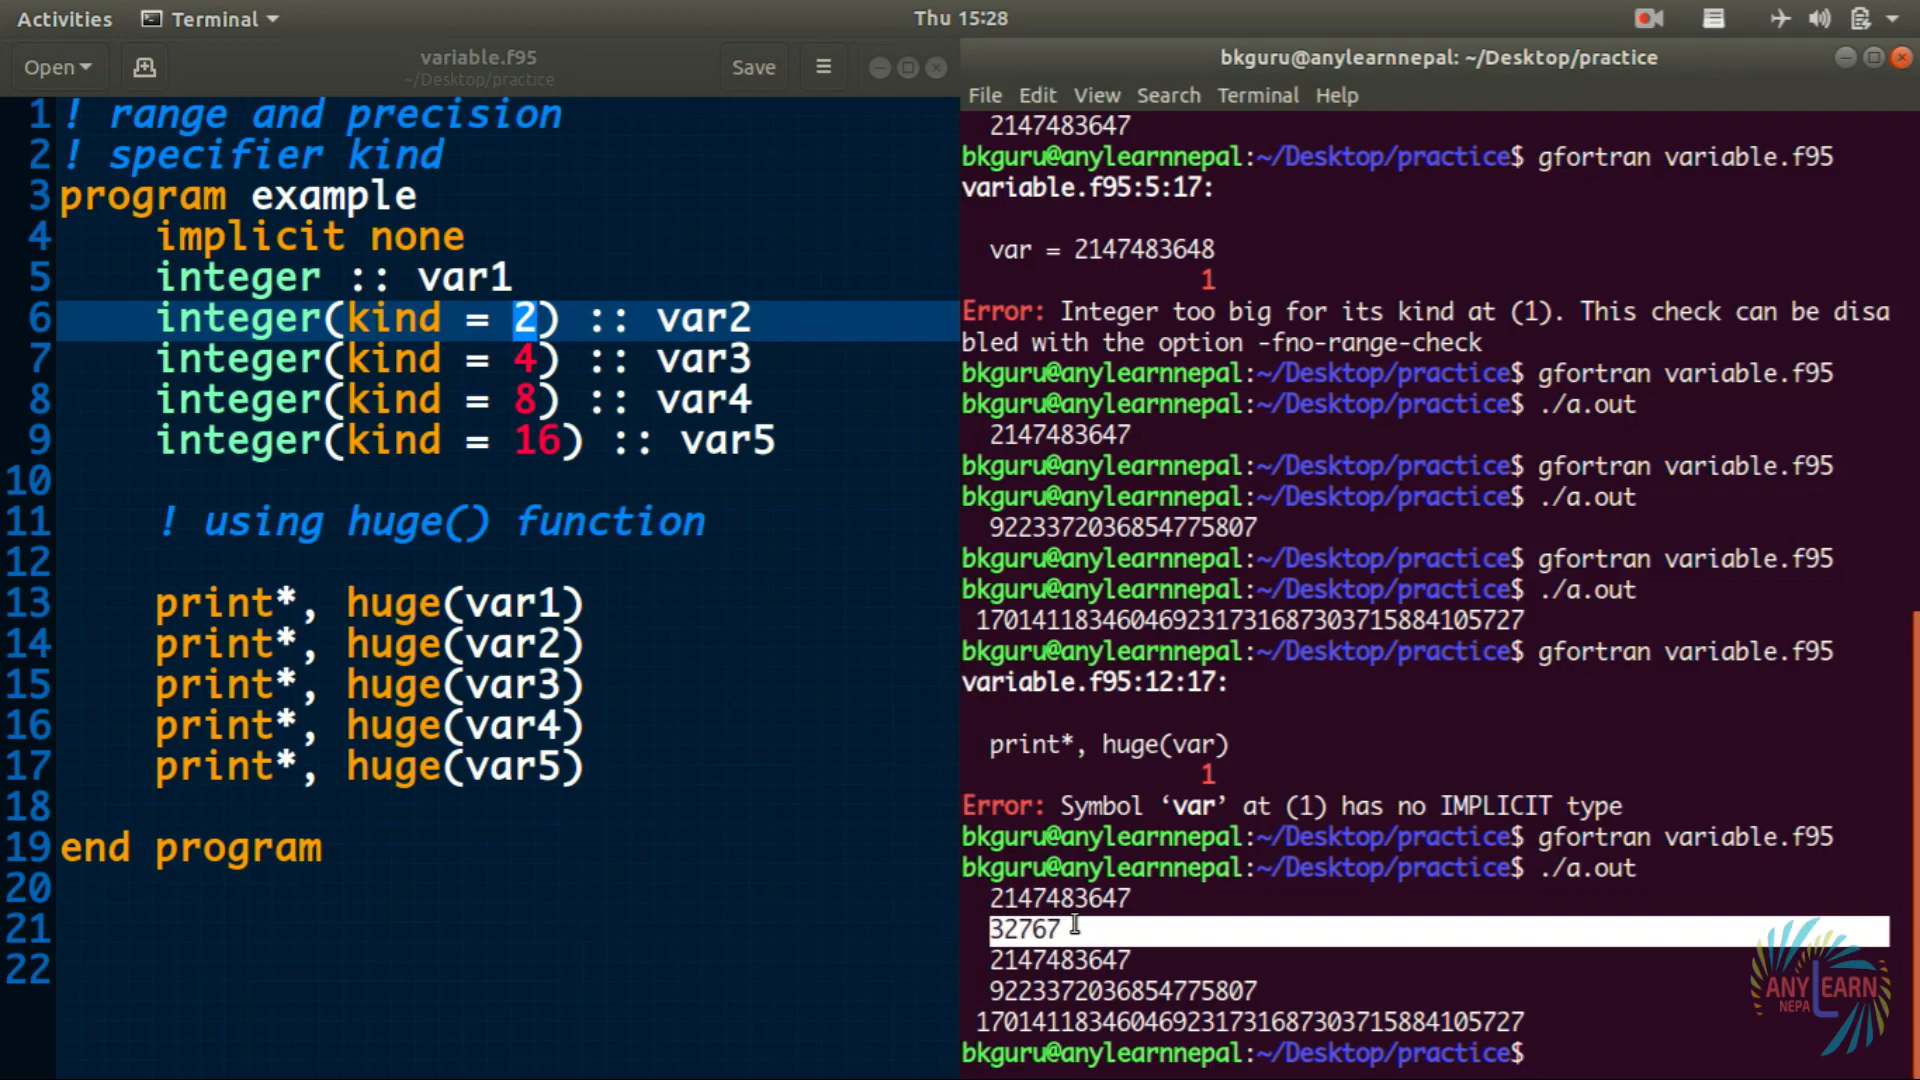 Activities Terminal Thu 15:28
Open variable.f95 Save
~/Desktop/practice
1 ! range and precision
2 ! specifier kind
3 program example
4 implicit none
5 integer :: var1
6 integer(kind = 2) :: var2
7 integer(kind = 4) :: var3
8 integer(kind = 8) :: var4
9 integer(kind = 16) :: var5
10
11 ! using huge() function
12
13 print*, huge(var1)
14 print*, huge(var2)
15 print*, huge(var3)
16 print*, huge(var4)
17 print*, huge(var5)
18
19 end program
20
21
22
bkguru@anylearnnepal: ~/Desktop/practice
File Edit View Search Terminal Help
2147483647
bkguru@anylearnnepal:~/Desktop/practice$ gfortran variable.f95
variable.f95:5:17:
var = 2147483648
1
Error: Integer too big for its kind at (1). This check can be disa
bled with the option -fno-range-check
bkguru@anylearnnepal:~/Desktop/practice$ gfortran variable.f95
bkguru@anylearnnepal:~/Desktop/practice$ ./a.out
2147483647
bkguru@anylearnnepal:~/Desktop/practice$ gfortran variable.f95
bkguru@anylearnnepal:~/Desktop/practice$ ./a.out
9223372036854775807
bkguru@anylearnnepal:~/Desktop/practice$ gfortran variable.f95
bkguru@anylearnnepal:~/Desktop/practice$ ./a.out
170141183460469231731687303715884105727
bkguru@anylearnnepal:~/Desktop/practice$ gfortran variable.f95
variable.f95:12:17:
print*, huge(var)
1
Error: Symbol ‘var’ at (1) has no IMPLICIT type
bkguru@anylearnnepal:~/Desktop/practice$ gfortran variable.f95
bkguru@anylearnnepal:~/Desktop/practice$ ./a.out
2147483647
32767
2147483647
9223372036854775807
170141183460469231731687303715884105727
bkguru@anylearnnepal:~/Desktop/practice$
ANY LEARN
NEPAL